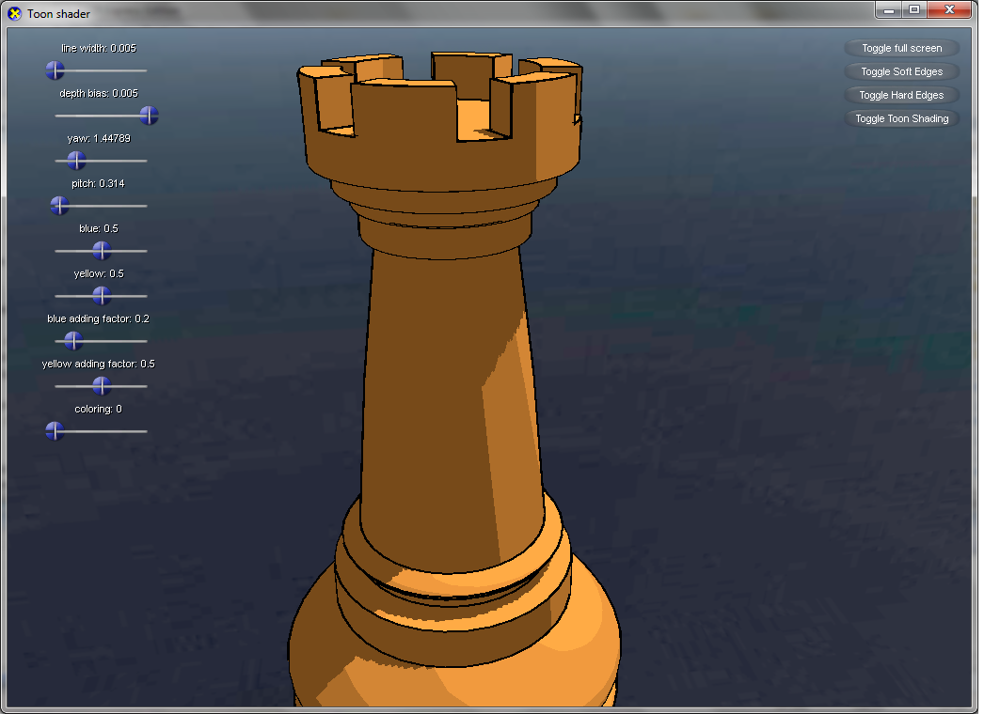 Toon shader
line width: 0.005
depth bias: 0.005
yaw: 1.44789
pitch: 0.314
blue: 0.5
yellow: 0.5
blue adding factor: 0.2
yellow adding factor: 0.5
coloring: 0
Toggle full screen
Toggle Soft Edges
Toggle Hard Edges
Toggle Toon Shading